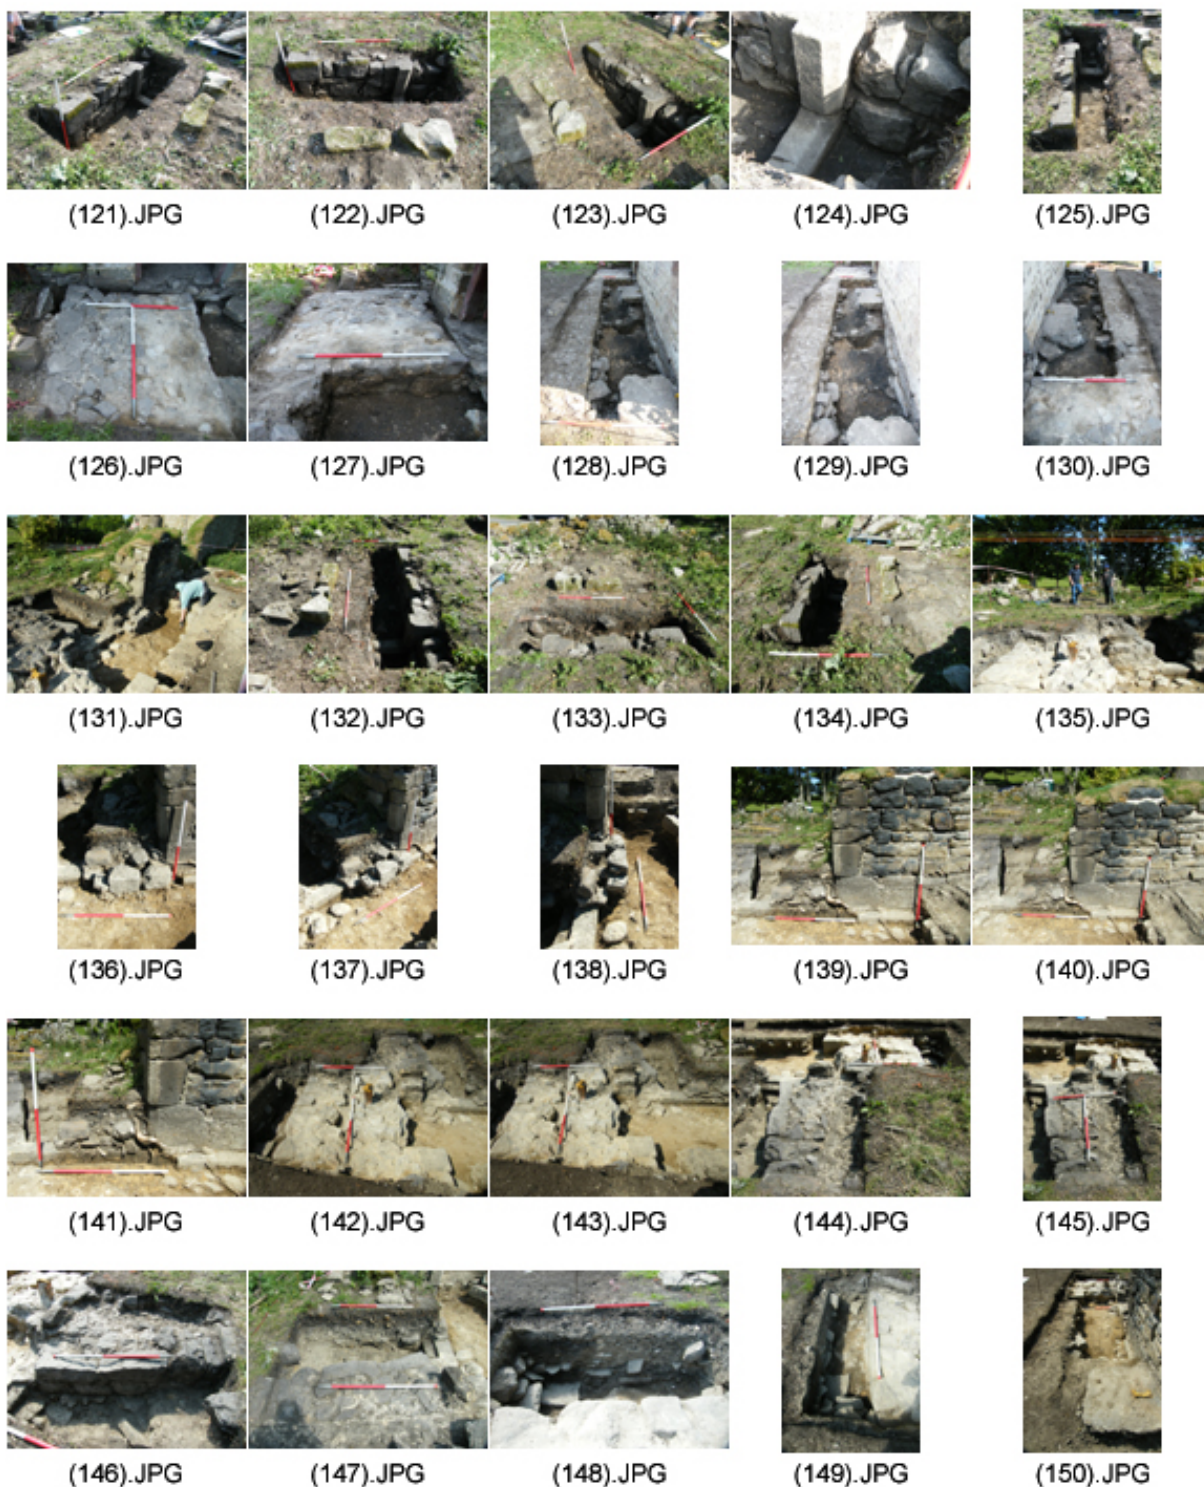 (121).JPG (122).JPG (123).JPG (124).JPG (125).JPG
(126).JPG (127).JPG (128).JPG (129).JPG (130).JPG
(131).JPG (132).JPG (133).JPG (134).JPG (135).JPG
(136).JPG (137).JPG (138).JPG (139).JPG (140).JPG
(141).JPG (142).JPG (143).JPG (144).JPG (145).JPG
(146).JPG (147).JPG (148).JPG (149).JPG (150).JPG